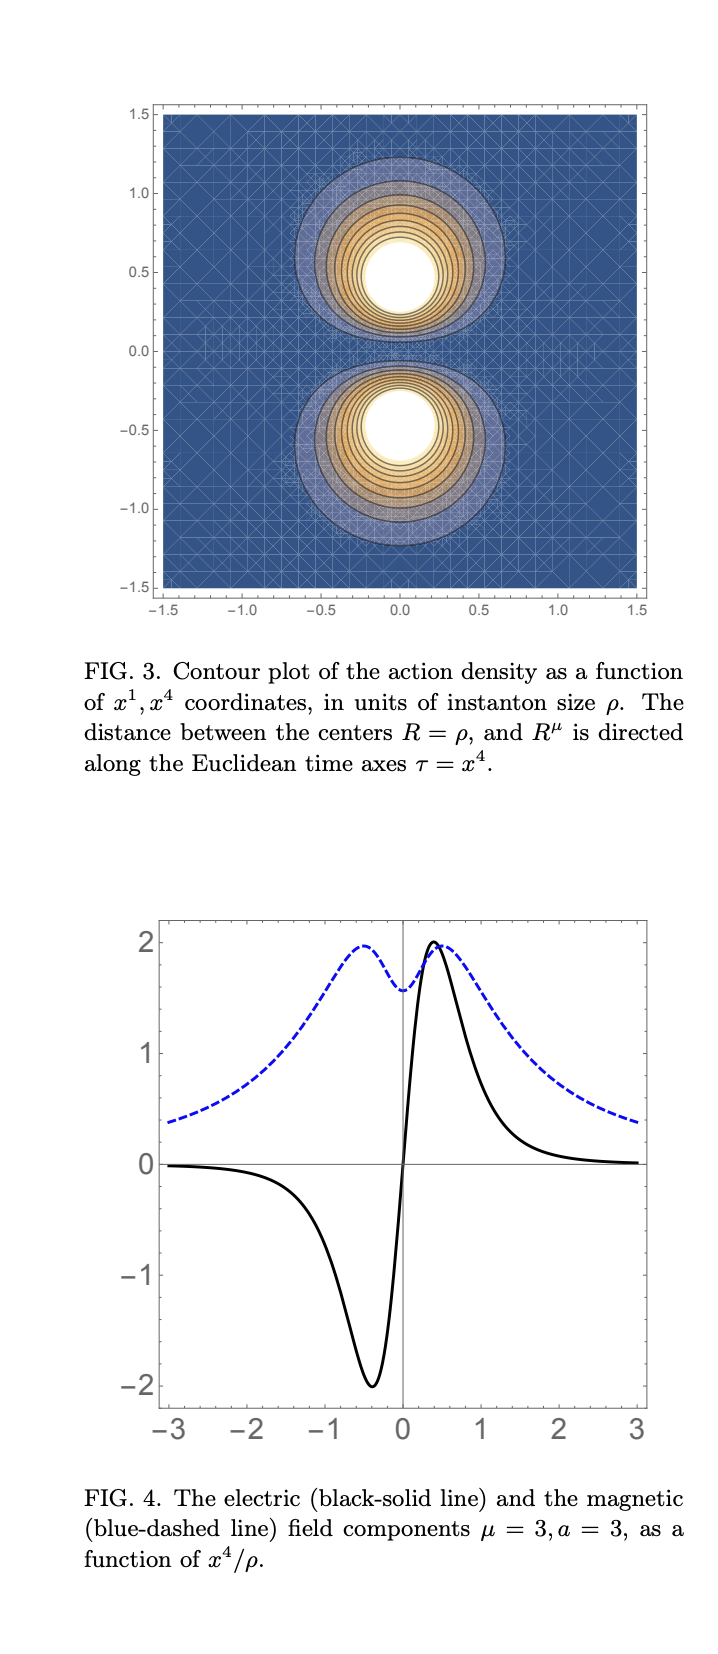 1.5
1.0
0.5
0.0
−0.5
−1.0
−1.5
−1.5 −1.0 −0.5 0.0 0.5 1.0 1.5
FIG. 3. Contour plot of the action density as a function
of x¹, x⁴ coordinates, in units of instanton size ρ. The
distance between the centers R = ρ, and Rᵘ is directed
along the Euclidean time axes τ = x⁴.
2
1
0
−1
−2
−3 −2 −1 0 1 2 3
FIG. 4. The electric (black-solid line) and the magnetic
(blue-dashed line) field components μ = 3, a = 3, as a
function of x⁴/ρ.